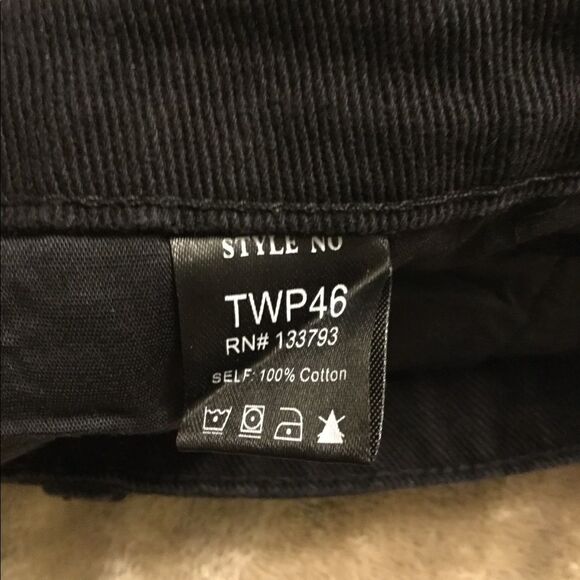 STYLE NO
TWP46
RN# 133793
SELF: 100% Cotton